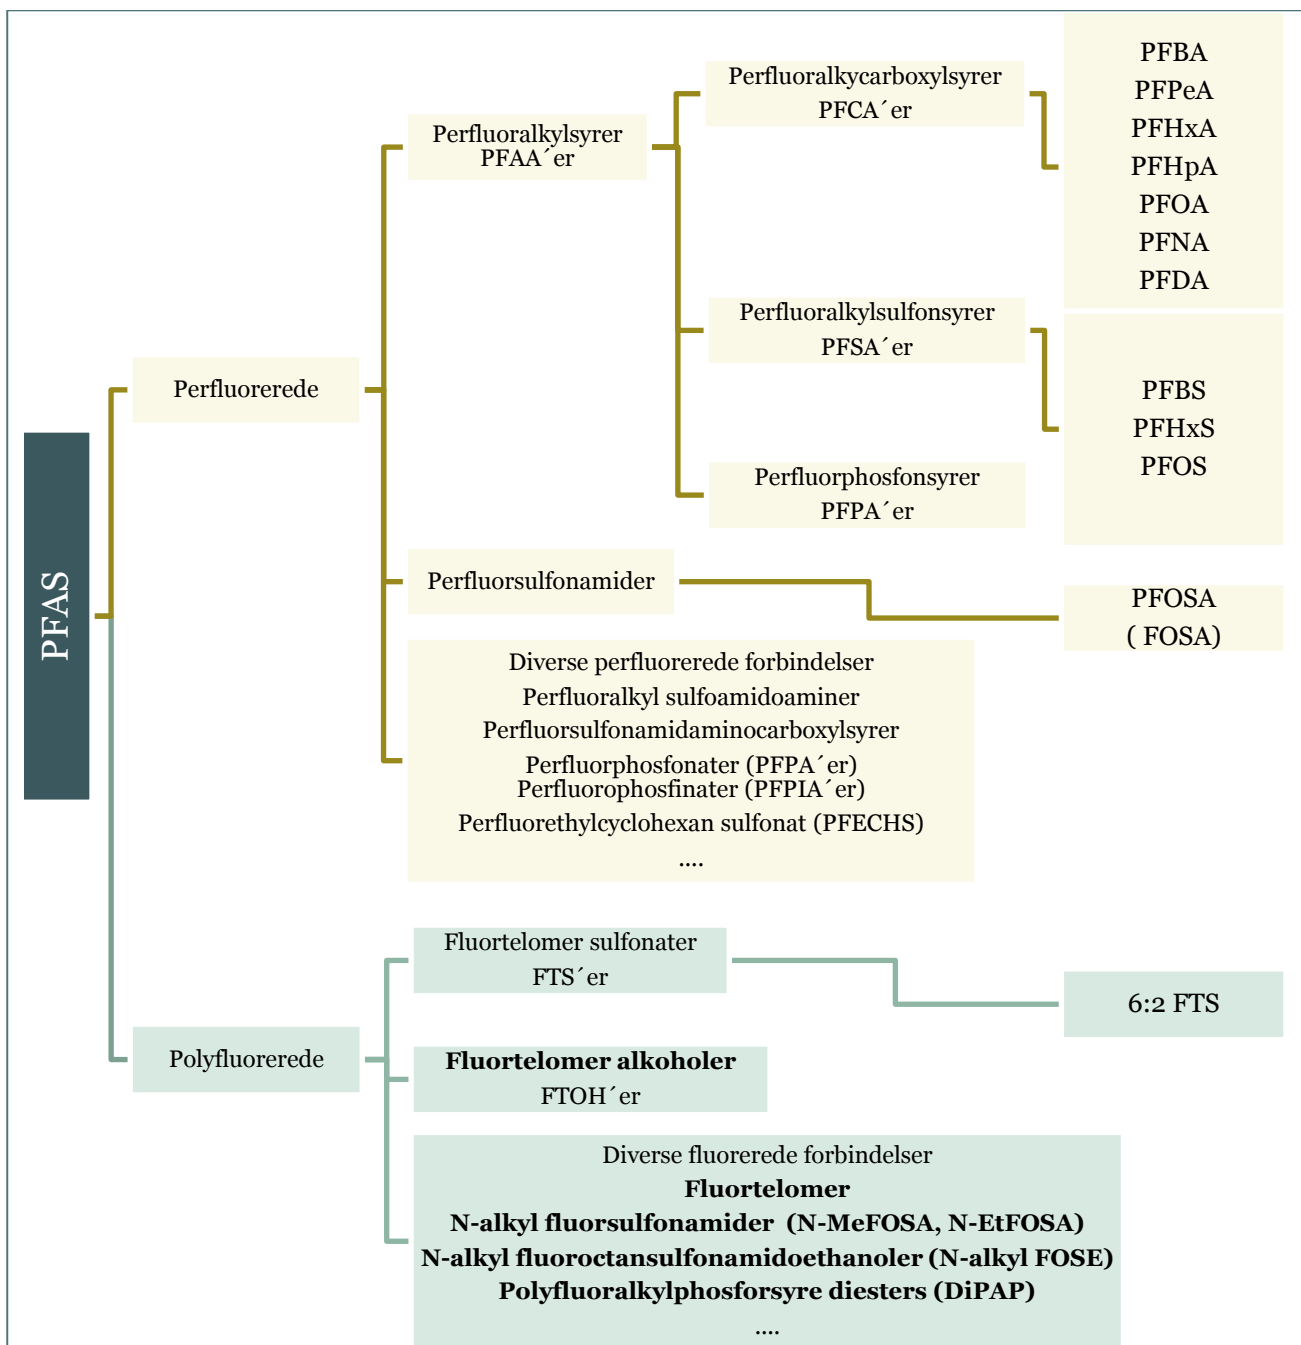 PFAS
Perfluorerede
Perfluoralkylsyrer
PFAA´er
Perfluoralkycarboxylsyrer
PFCA´er
PFBA
PFPeA
PFHxA
PFHpA
PFOA
PFNA
PFDA
Perfluoralkylsulfonsyrer
PFSA´er
PFBS
PFHxS
PFOS
Perfluorphosfonsyrer
PFPA´er
Perfluorsulfonamider
PFOSA
( FOSA)
Diverse perfluorerede forbindelser
Perfluoralkyl sulfoamidoaminer
Perfluorsulfonamidaminocarboxylsyrer
Perfluorphosfonater (PFPA´er)
Perfluorophosfinater (PFPIA´er)
Perfluorethylcyclohexan sulfonat (PFECHS)
....
Polyfluorerede
Fluortelomer sulfonater
FTS´er
6:2 FTS
Fluortelomer alkoholer
FTOH´er
Diverse fluorerede forbindelser
Fluortelomer
N-alkyl fluorsulfonamider (N-MeFOSA, N-EtFOSA)
N-alkyl fluoroctansulfonamidoethanoler (N-alkyl FOSE)
Polyfluoralkylphosforsyre diesters (DiPAP)
....